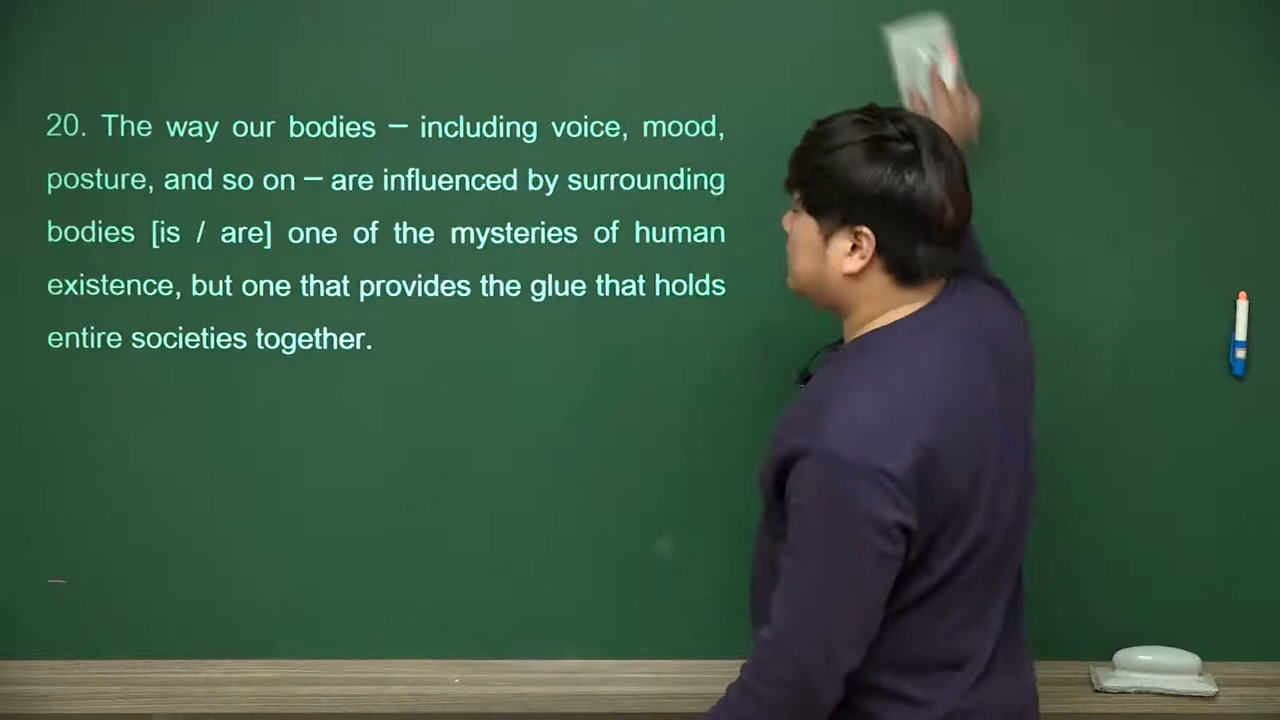 20. The way our bodies – including voice, mood,
posture, and so on – are influenced by surrounding
bodies [is / are] one of the mysteries of human
existence, but one that provides the glue that holds
entire societies together.